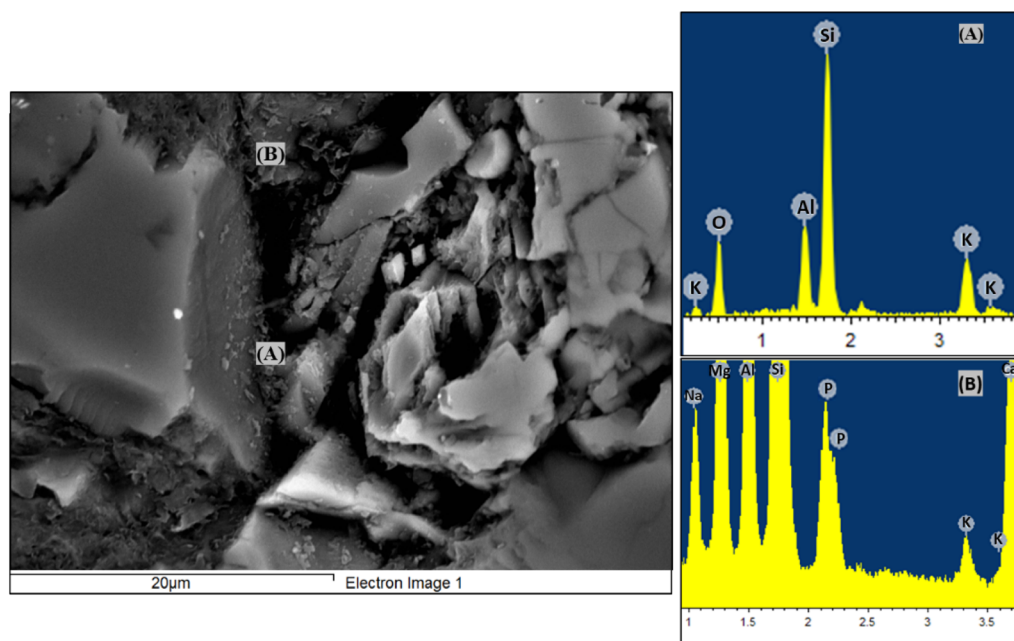 (B)
(A)
20μm Electron Image 1
(A)
Si
O
Al
K
K
K
1 2 3
(B)
Na Mg Al Si P P K K Ca
1 1.5 2 2.5 3 3.5